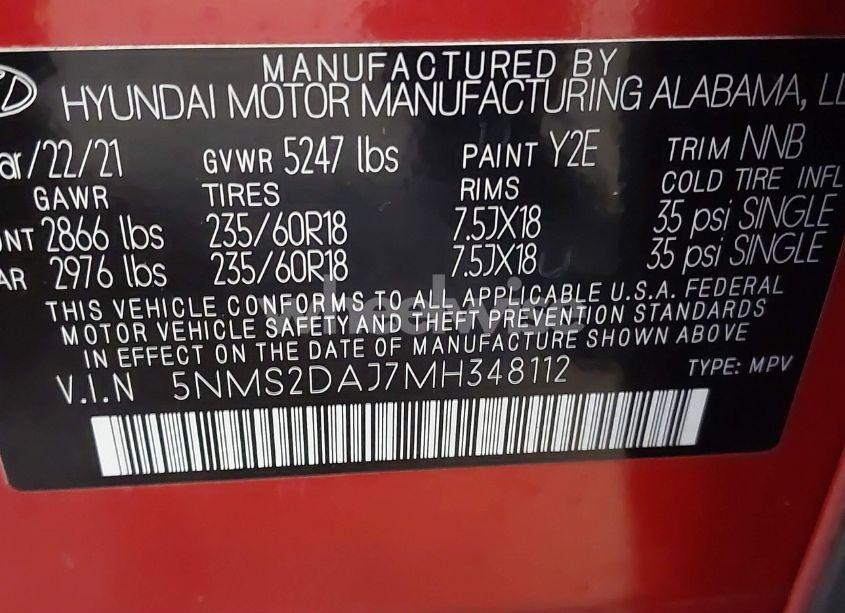 MANUFACTURED BY
HYUNDAI MOTOR MANUFACTURING ALABAMA, LL
ar/22/21 GVWR 5247 lbs PAINT Y2E TRIM NNB
GAWR TIRES RIMS COLD TIRE INFL
NT 2866 lbs 235/60R18 7.5JX18 35 psi SINGLE
AR 2976 lbs 235/60R18 7.5JX18 35 psi SINGLE
THIS VEHICLE CONFORMS TO ALL APPLICABLE U.S.A. FEDERAL
MOTOR VEHICLE SAFETY AND THEFT PREVENTION STANDARDS
IN EFFECT ON THE DATE OF MANUFACTURE SHOWN ABOVE
V.I.N 5NMS2DAJ7MH348112 TYPE: MPV
wheelwise